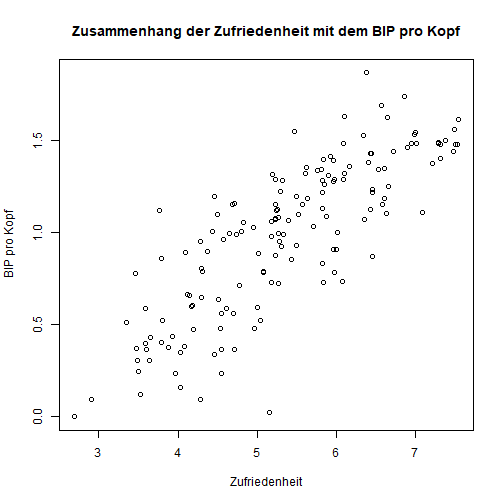 Zusammenhang der Zufriedenheit mit dem BIP pro Kopf
BIP pro Kopf
1.5
1.0
0.5
0.0
3 4 5 6 7
Zufriedenheit